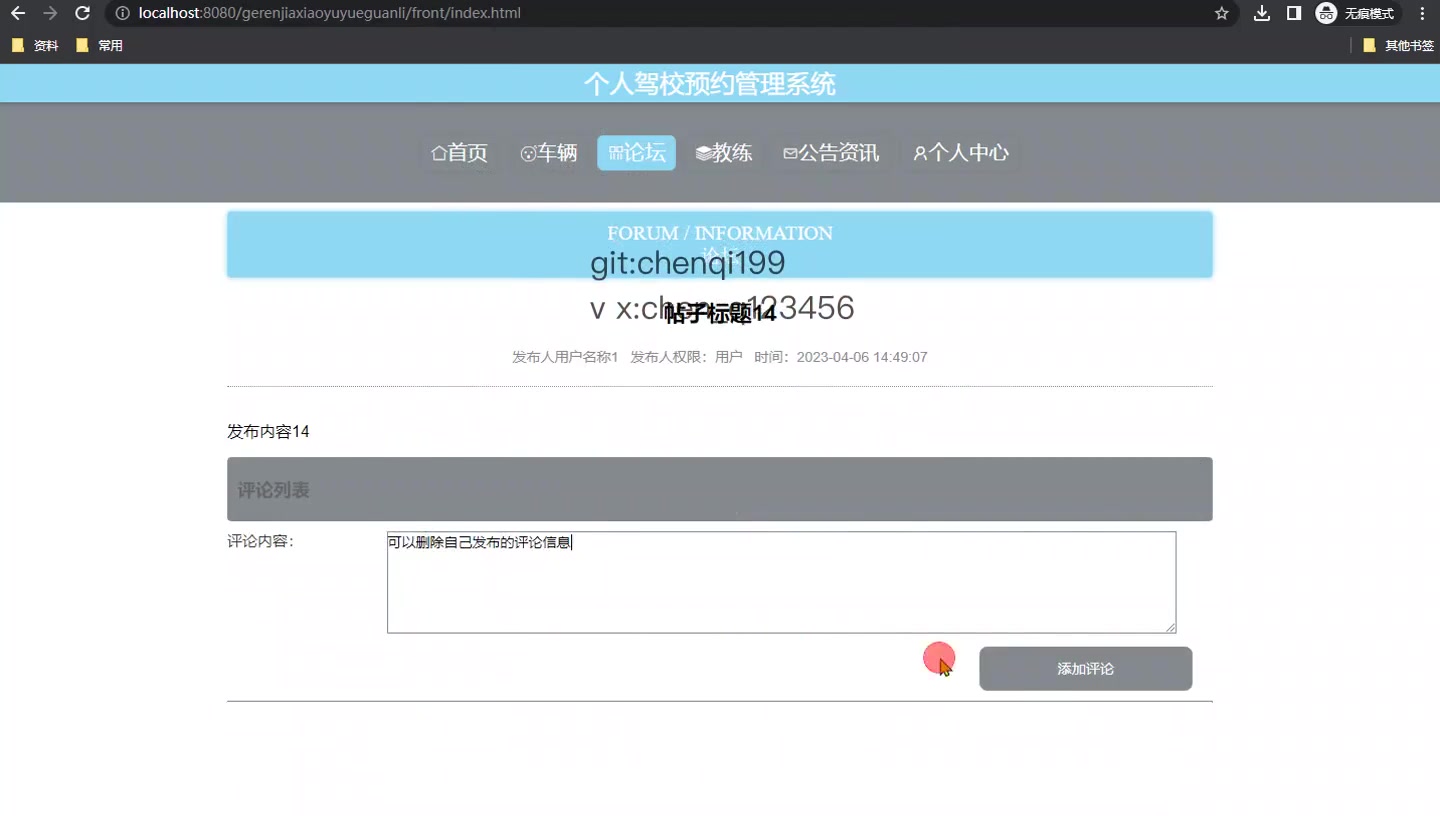 localhost:8080/gerenjiaxiaoyuyueguanli/front/index.html
无痕模式
资料
常用
其他书签
个人驾校预约管理系统
首页
车辆
论坛
教练
公告资讯
个人中心
FORUM / INFORMATION
论坛
git:chenqi199
帖子标题14
发布人用户名称1 发布人权限：用户 时间：2023-04-06 14:49:07
发布内容14
评论列表
评论内容：
可以删除自己发布的评论信息
添加评论